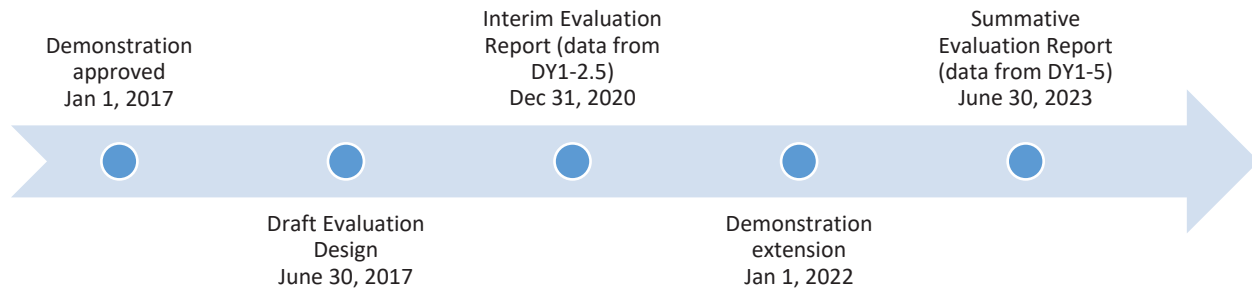 Demonstration
approved
Jan 1, 2017
Draft Evaluation
Design
June 30, 2017
Interim Evaluation
Report (data from
DY1-2.5)
Dec 31, 2020
Demonstration
extension
Jan 1, 2022
Summative
Evaluation Report
(data from DY1-5)
June 30, 2023